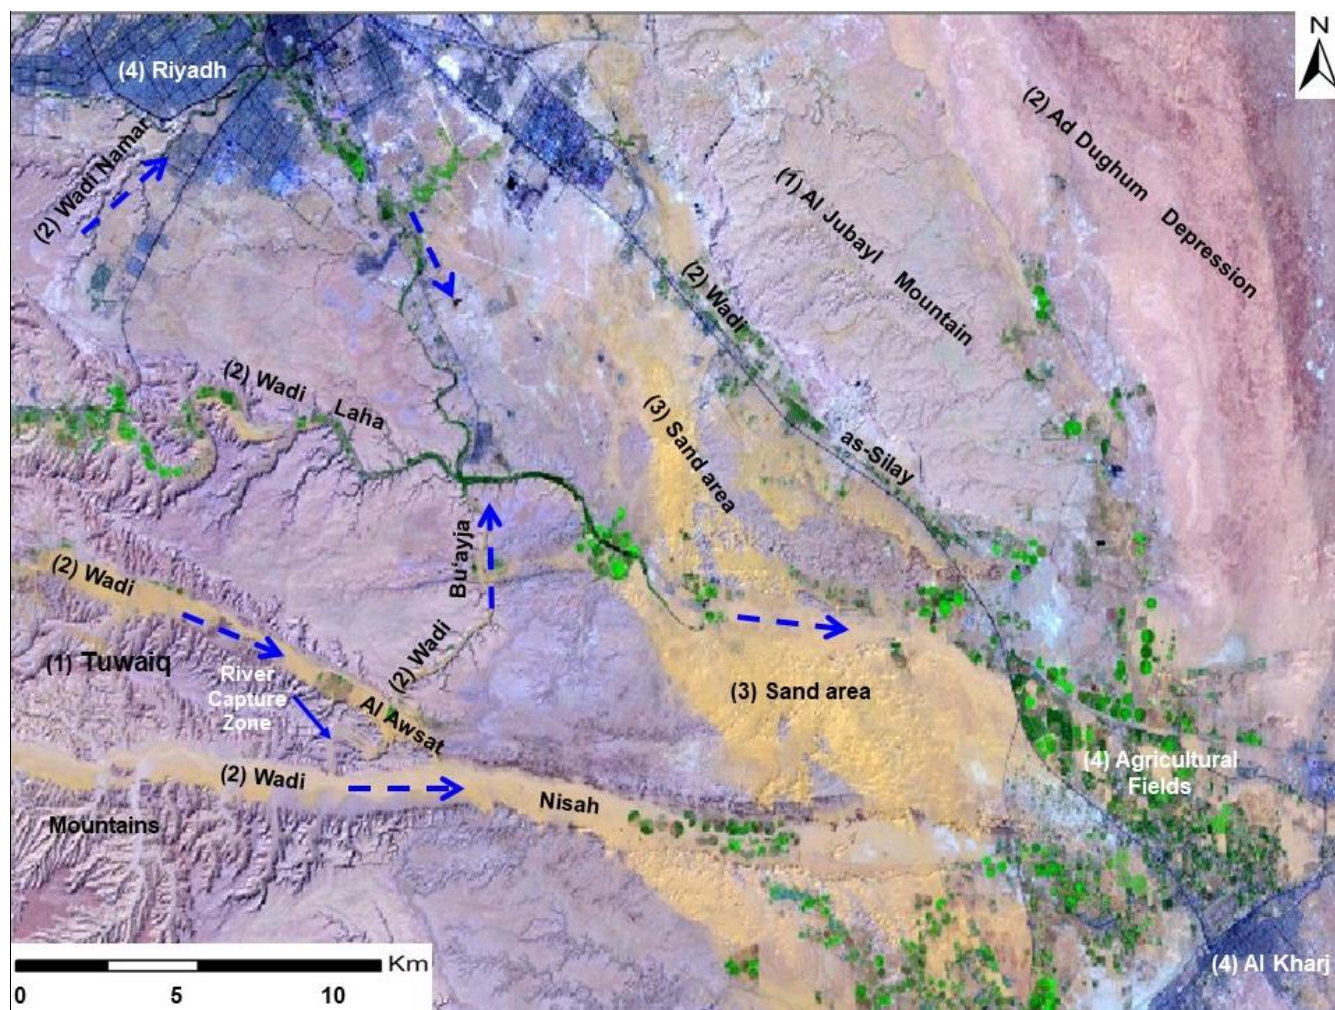 N
(4) Riyadh
(2) Wadi Namar
(2) Ad Dughum Depression
(1) Al Jubayl Mountain
(2) Wadi as-Silay
(2) Wadi Laha
(3) Sand area
Bu'ayja
(2) Wadi
(2) Wadi
(1) Tuwaiq
River
Capture
Zone
Al Awsat
(3) Sand area
(2) Wadi
Nisah
(4) Agricultural
Fields
Mountains
(4) Al Kharj
Km
0 5 10